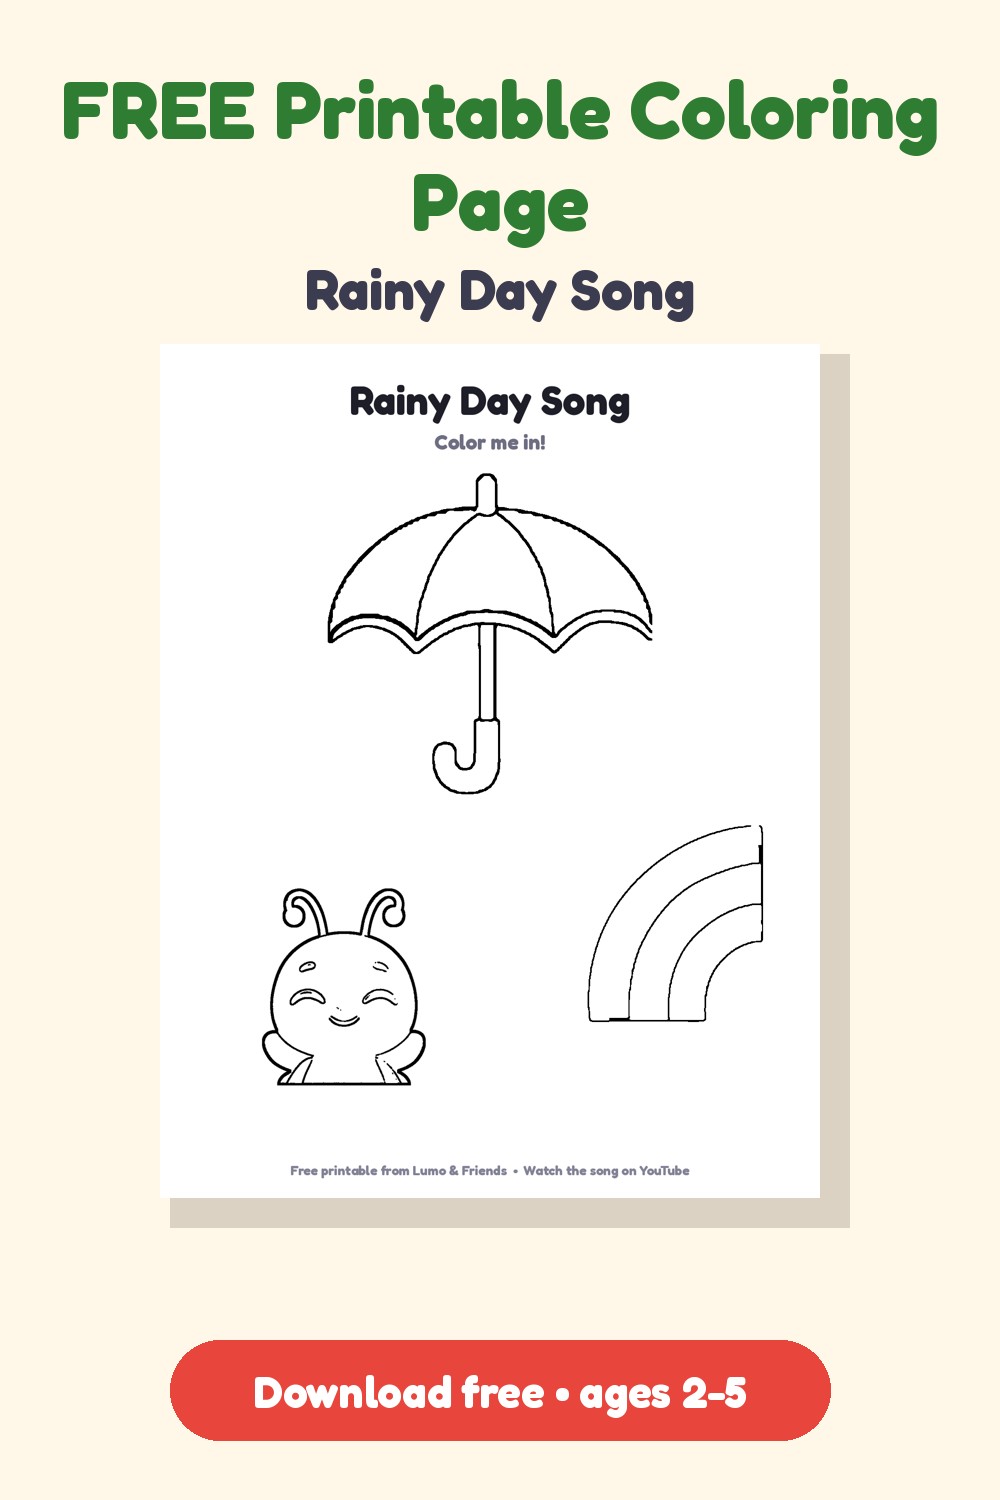 FREE Printable Coloring
Page
Rainy Day Song
Rainy Day Song
Color me in!
Free printable from Lumo & Friends • Watch the song on YouTube
Download free • ages 2-5